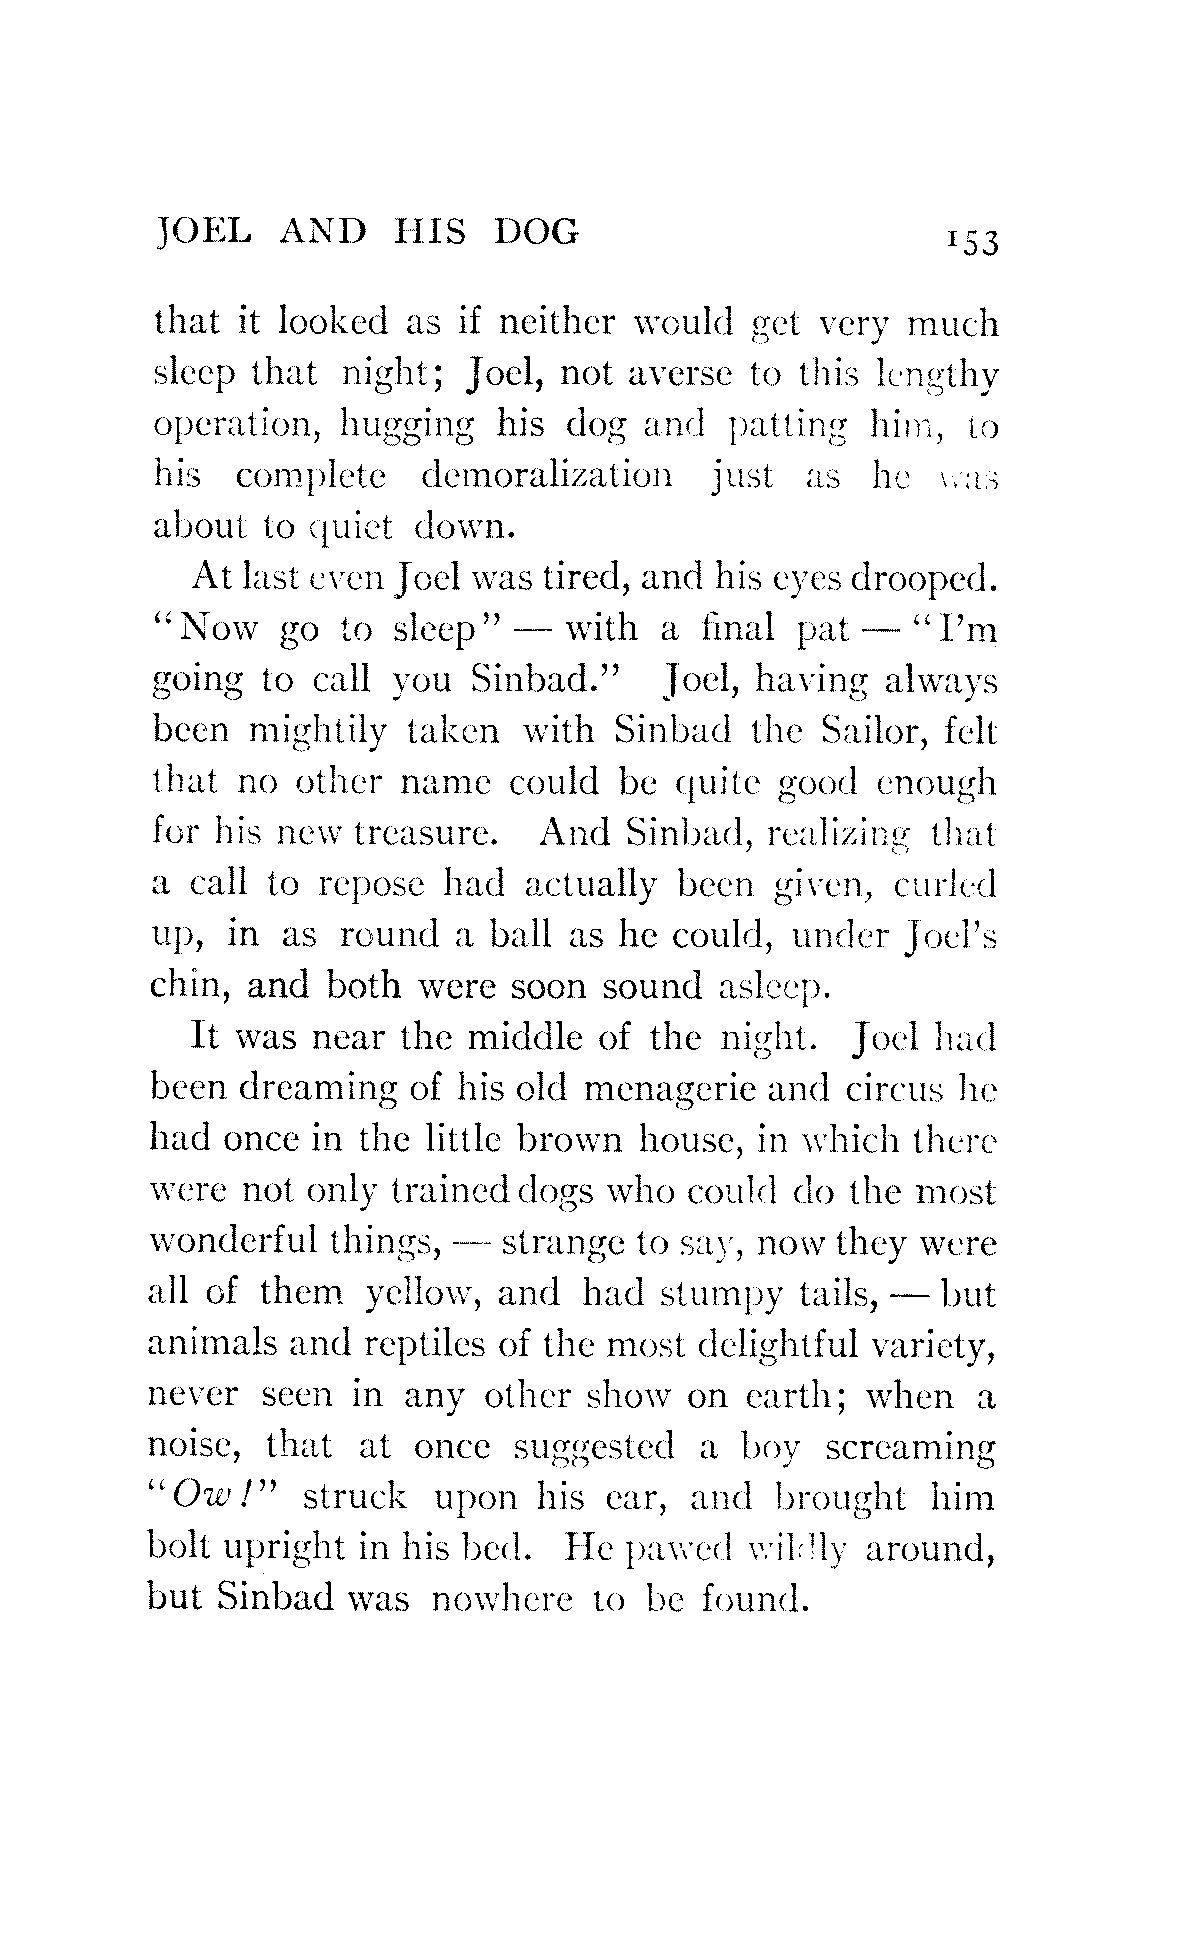 JOEL AND HIS DOG 153
that it looked as if neither would get very much
sleep that night; Joel, not averse to this lengthy
operation, hugging his dog and patting him, to
his complete demoralization just as he was
about to quiet down.
At last even Joel was tired, and his eyes drooped.
“Now go to sleep” — with a final pat — “I’m
going to call you Sinbad.” Joel, having always
been mightily taken with Sinbad the Sailor, felt
that no other name could be quite good enough
for his new treasure. And Sinbad, realizing that
a call to repose had actually been given, curled
up, in as round a ball as he could, under Joel’s
chin, and both were soon sound asleep.
It was near the middle of the night. Joel had
been dreaming of his old menagerie and circus he
had once in the little brown house, in which there
were not only trained dogs who could do the most
wonderful things, — strange to say, now they were
all of them yellow, and had stumpy tails, — but
animals and reptiles of the most delightful variety,
never seen in any other show on earth; when a
noise, that at once suggested a boy screaming
“Ow!” struck upon his ear, and brought him
bolt upright in his bed. He pawed wildly around,
but Sinbad was nowhere to be found.